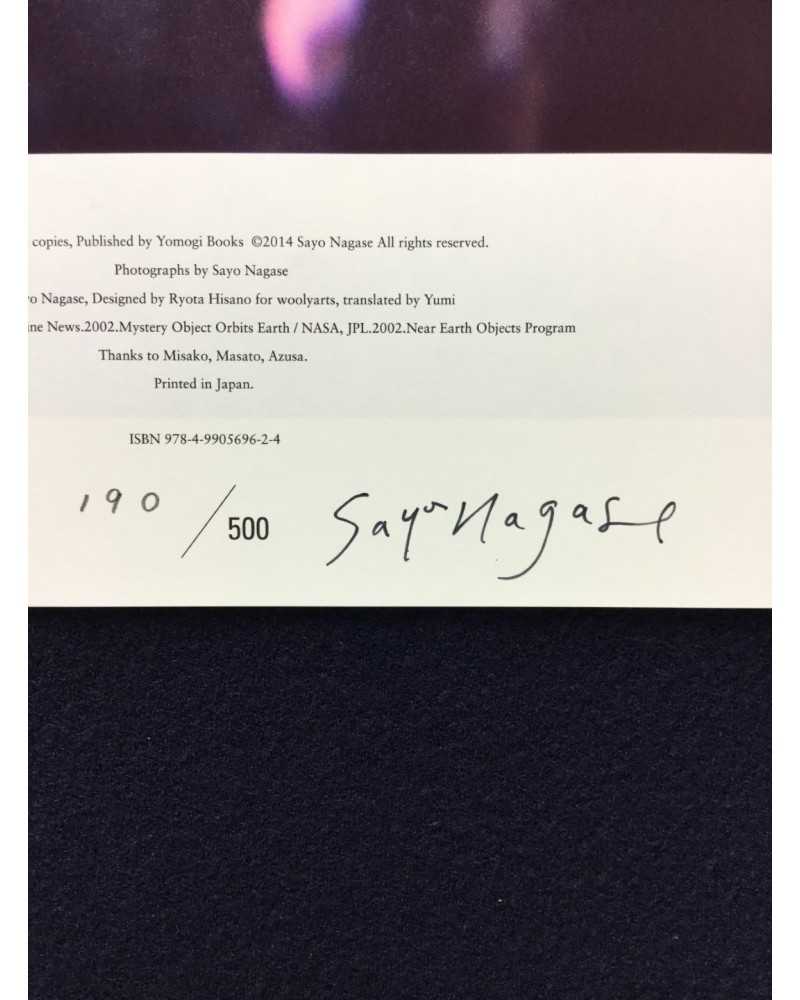 copies, Published by Yomogi Books ©2014 Sayo Nagase All rights reserved.
Photographs by Sayo Nagase
Nagase, Designed by Ryota Hisano for woolyarts, translated by Yumi
News.2002.Mystery Object Orbits Earth / NASA, JPL.2002.Near Earth Objects Program
Thanks to Misako, Masato, Azusa.
Printed in Japan.
ISBN 978-4-9905696-2-4
190 / 500 Sayo Nagase